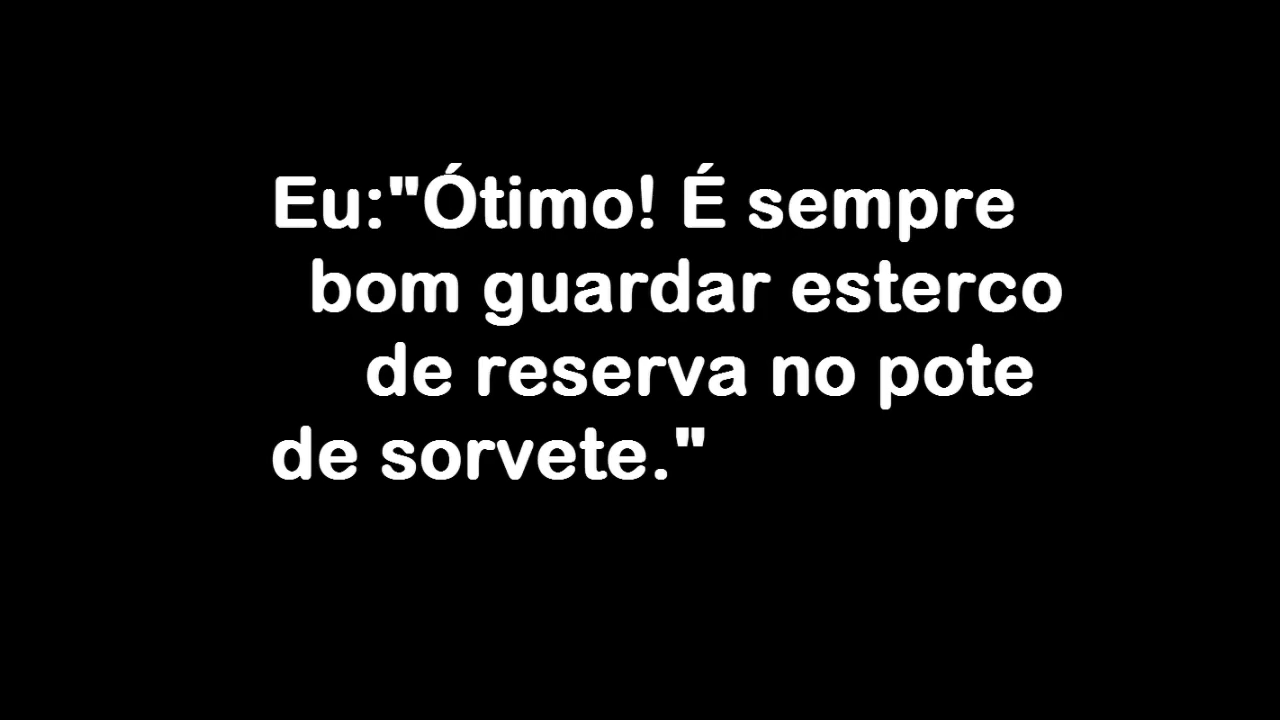 Eu:"Ótimo! É sempre
bom guardar esterco
de reserva no pote
de sorvete."